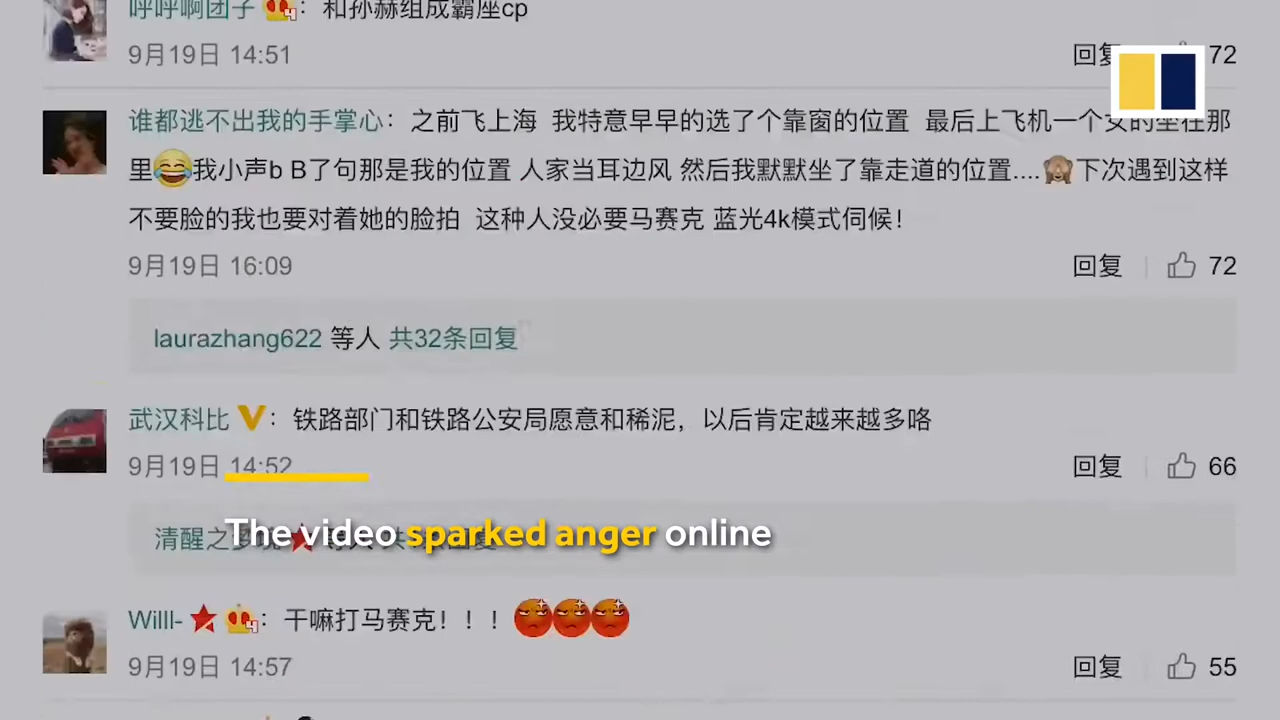 呼呼啊团子: 和孙赫组成霸座cp
9月19日 14:51 回复 72
谁都逃不出我的手掌心: 之前飞上海 我特意早早的选了个靠窗的位置 最后上飞机一个女的坐在那
里😂我小声b B了句那是我的位置 人家当耳边风 然后我默默坐了靠走道的位置....🙈下次遇到这样
不要脸的我也要对着她的脸拍 这种人没必要马赛克 蓝光4k模式伺候!
9月19日 16:09 回复 72
laurazhang622 等人 共32条回复
武汉科比 V: 铁路部门和铁路公安局愿意和稀泥，以后肯定越来越多咯
9月19日 14:52 回复 66
The video sparked anger online
清醒之 等人 共 回复
Willl-: 干嘛打马赛克！！！
9月19日 14:57 回复 55